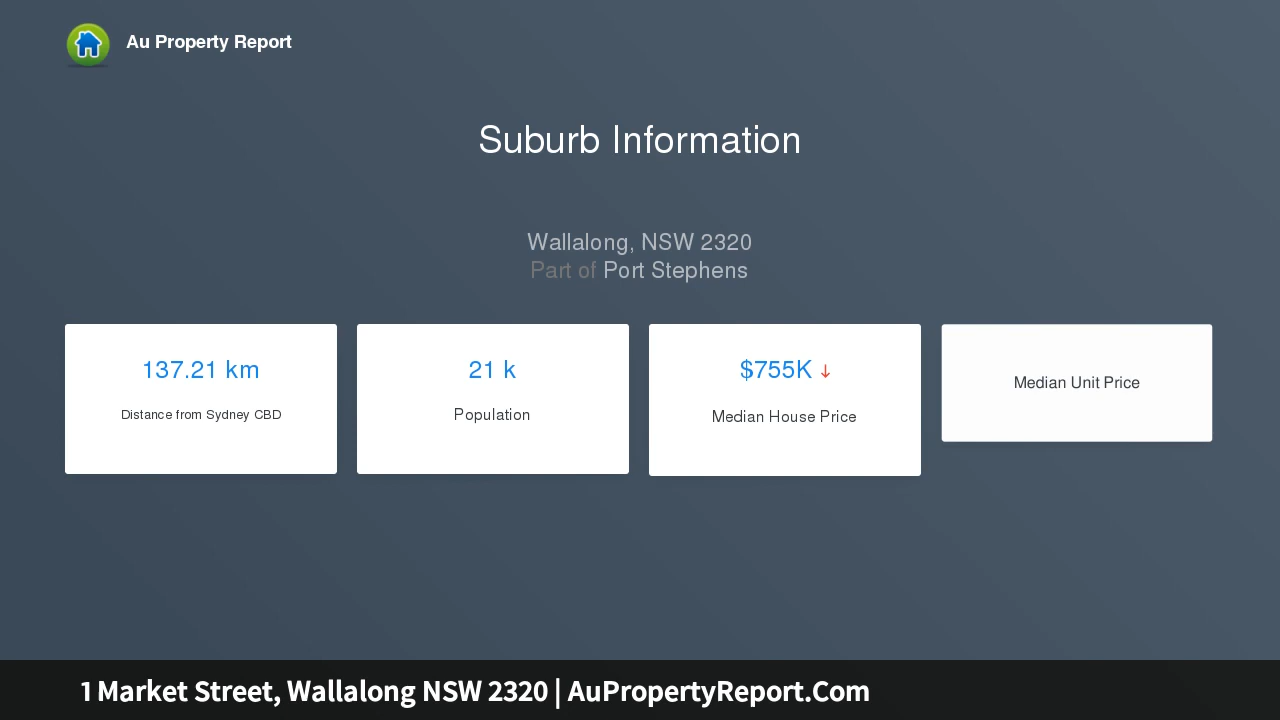 Au Property Report
Suburb Information
Wallalong, NSW 2320
Part of Port Stephens
137.21 km
Distance from Sydney CBD
21 k
Population
$755K ↓
Median House Price
Median Unit Price
1 Market Street, Wallalong NSW 2320 | AuPropertyReport.Com